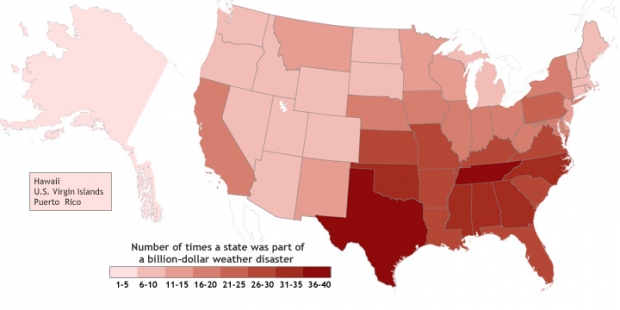 Hawaii
U.S. Virgin Islands
Puerto Rico
Number of times a state was part of
a billion-dollar weather disaster
1-5 6-10 11-15 16-20 21-25 26-30 31-35 36-40